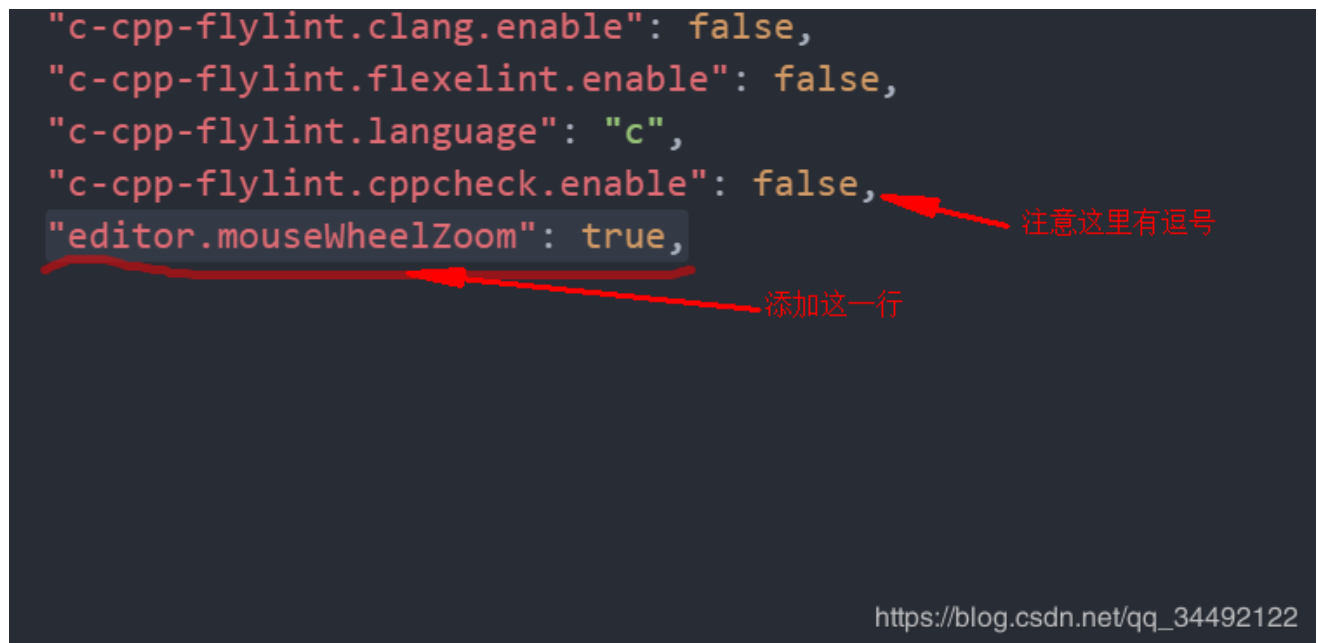 "c-cpp-flylint.clang.enable": false,
"c-cpp-flylint.flexelint.enable": false,
"c-cpp-flylint.language": "c",
"c-cpp-flylint.cppcheck.enable": false,
注意这里有逗号
"editor.mouseWheelZoom": true,
添加这一行
https://blog.csdn.net/qq_34492122